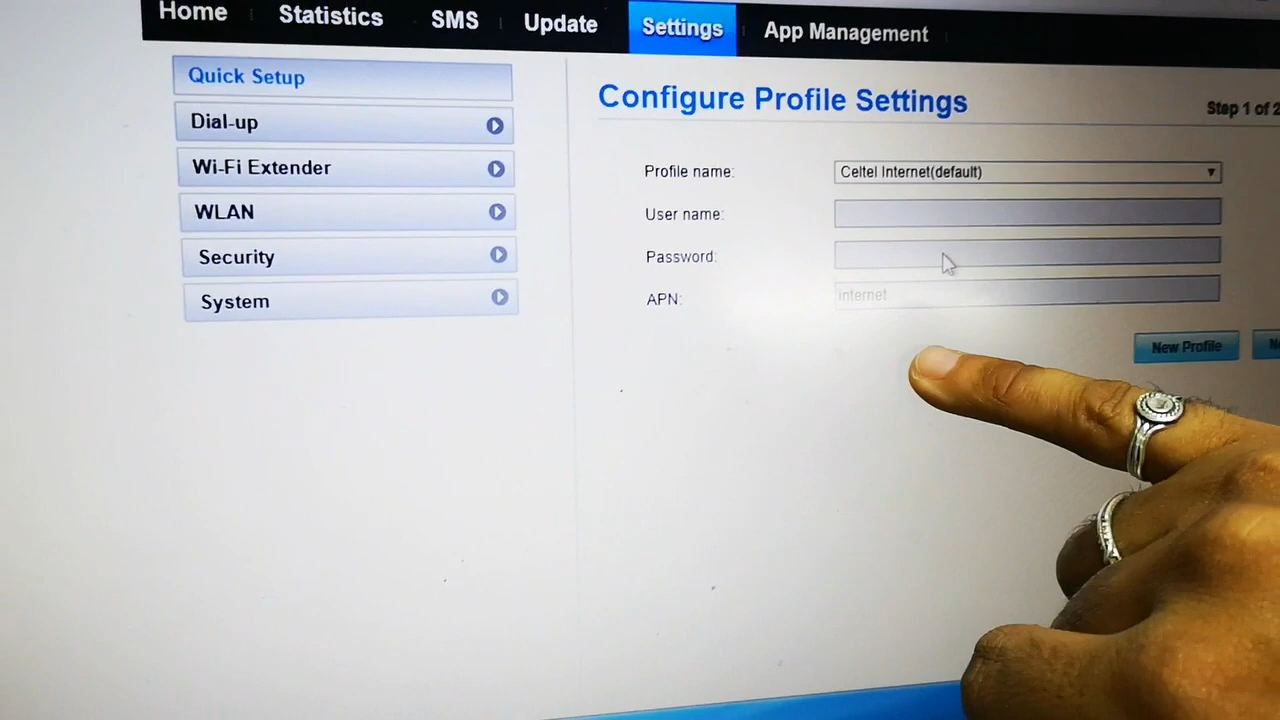 Home
Statistics
SMS
Update
Settings
App Management
Quick Setup
Dial-up
Wi-Fi Extender
WLAN
Security
System
Configure Profile Settings
Step 1 of 2
Profile name:
Celtel Internet(default)
User name:
Password:
APN:
internet
New Profile